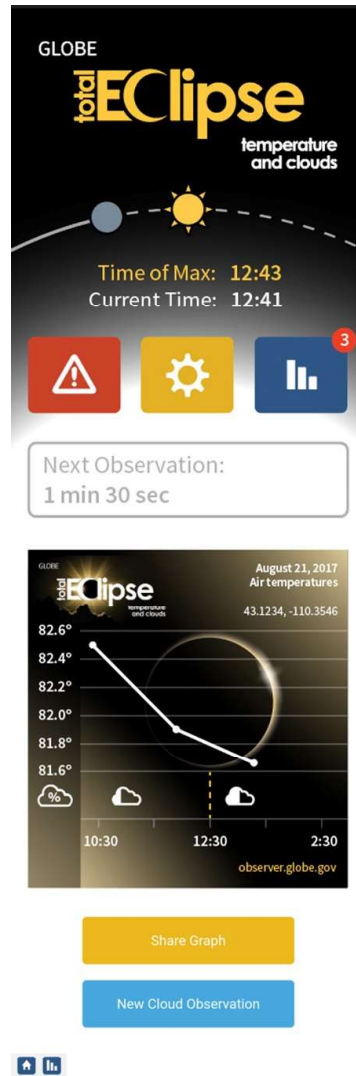 GLOBE
total EClipse
temperature
and clouds
Time of Max: 12:43
Current Time: 12:41
3
Next Observation:
1 min 30 sec
GLOBE
total EClipse
temperature
and clouds
August 21, 2017
Air temperatures
43.1234, -110.3546
82.6°
82.4°
82.2°
82.0°
81.8°
81.6°
%
10:30 12:30 2:30
observer.globe.gov
Share Graph
New Cloud Observation